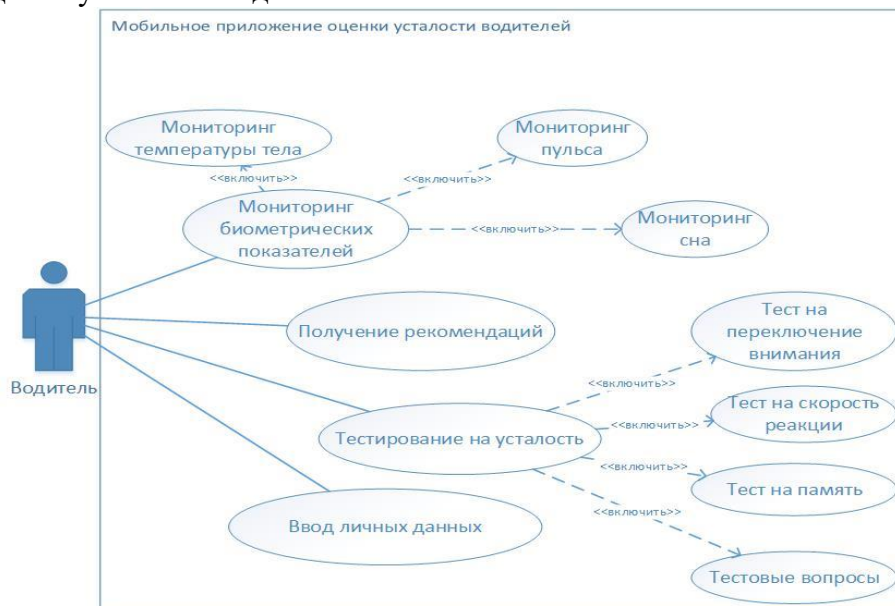 Мобильное приложение оценки усталости водителей
Мониторинг
температуры тела
Мониторинг
пульса
<<включить>>
<<включить>>
Мониторинг
биометрических
показателей
<<включить>>
Мониторинг
сна
Получение рекомендаций
Тест на
переключение
внимания
Водитель
<<включить>>
Тест на скорость
реакции
Тестирование на усталость
<<включить>>
<<включить>>
Тест на память
<<включить>>
Ввод личных данных
Тестовые вопросы